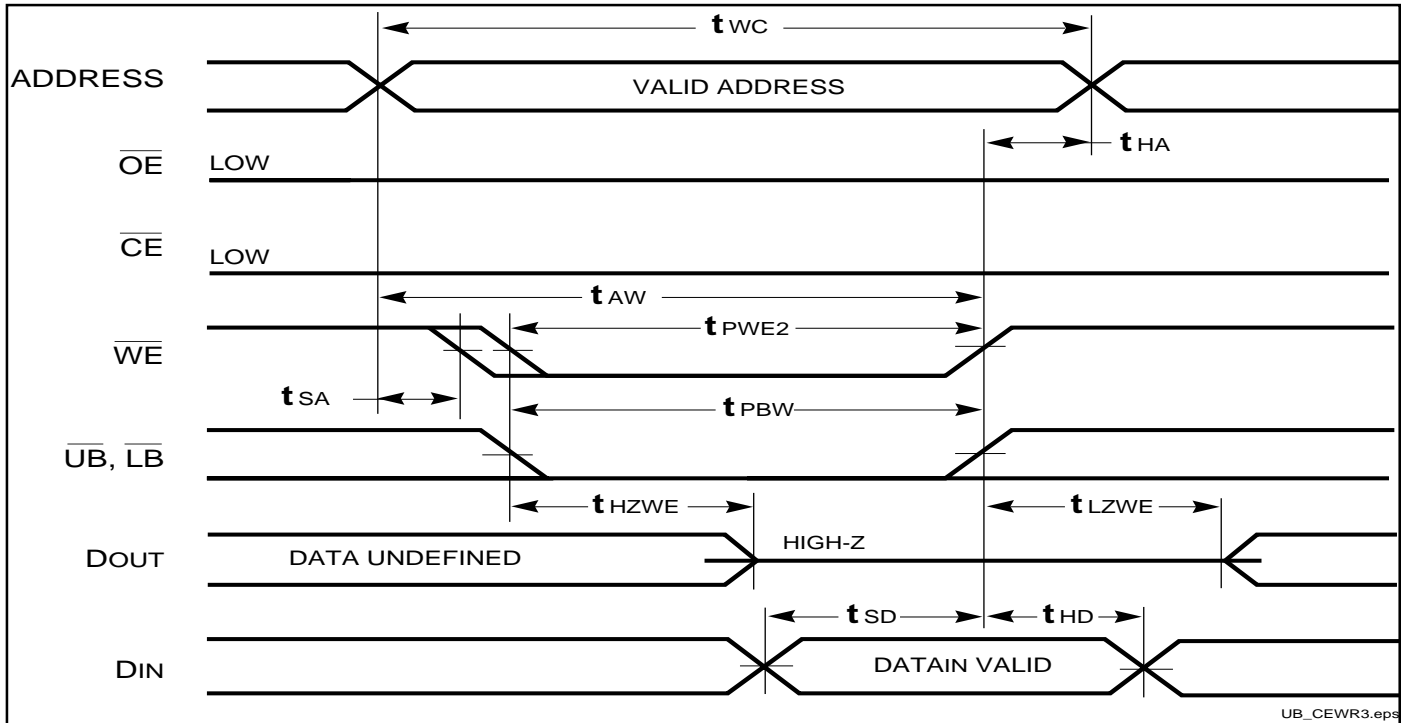 t WC
ADDRESS
VALID ADDRESS
t HA
OE
LOW
CE
LOW
t AW
t PWE2
WE
t SA
t PBW
UB, LB
t HZWE
t LZWE
DOUT
DATA UNDEFINED
HIGH-Z
t SD
t HD
DIN
DATAIN VALID
UB_CEWR3.eps